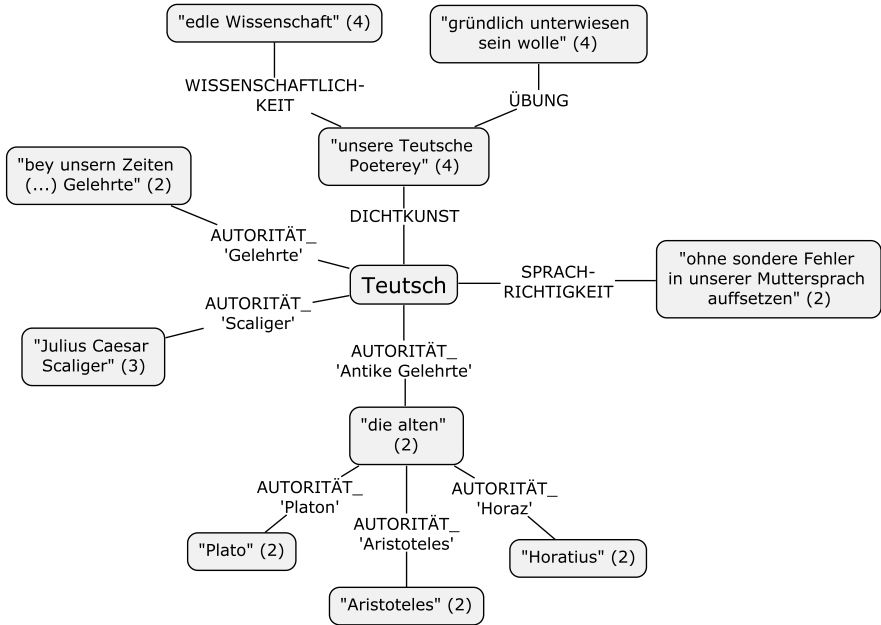 "edle Wissenschaft" (4)
"gründlich unterwiesen
sein wolle" (4)
WISSENSCHAFTLICH-
KEIT
ÜBUNG
"unsere Teutsche
Poeterey" (4)
"bey unsern Zeiten
(...) Gelehrte" (2)
DICHTKUNST
AUTORITÄT_
'Gelehrte'
Teutsch
SPRACH-
RICHTIGKEIT
"ohne sondere Fehler
in unserer Muttersprach
auffsetzen" (2)
AUTORITÄT_
'Scaliger'
"Julius Caesar
Scaliger" (3)
AUTORITÄT_
'Antike Gelehrte'
"die alten"
(2)
AUTORITÄT_
'Platon'
AUTORITÄT_
'Aristoteles'
AUTORITÄT_
'Horaz'
"Plato" (2)
"Aristoteles" (2)
"Horatius" (2)